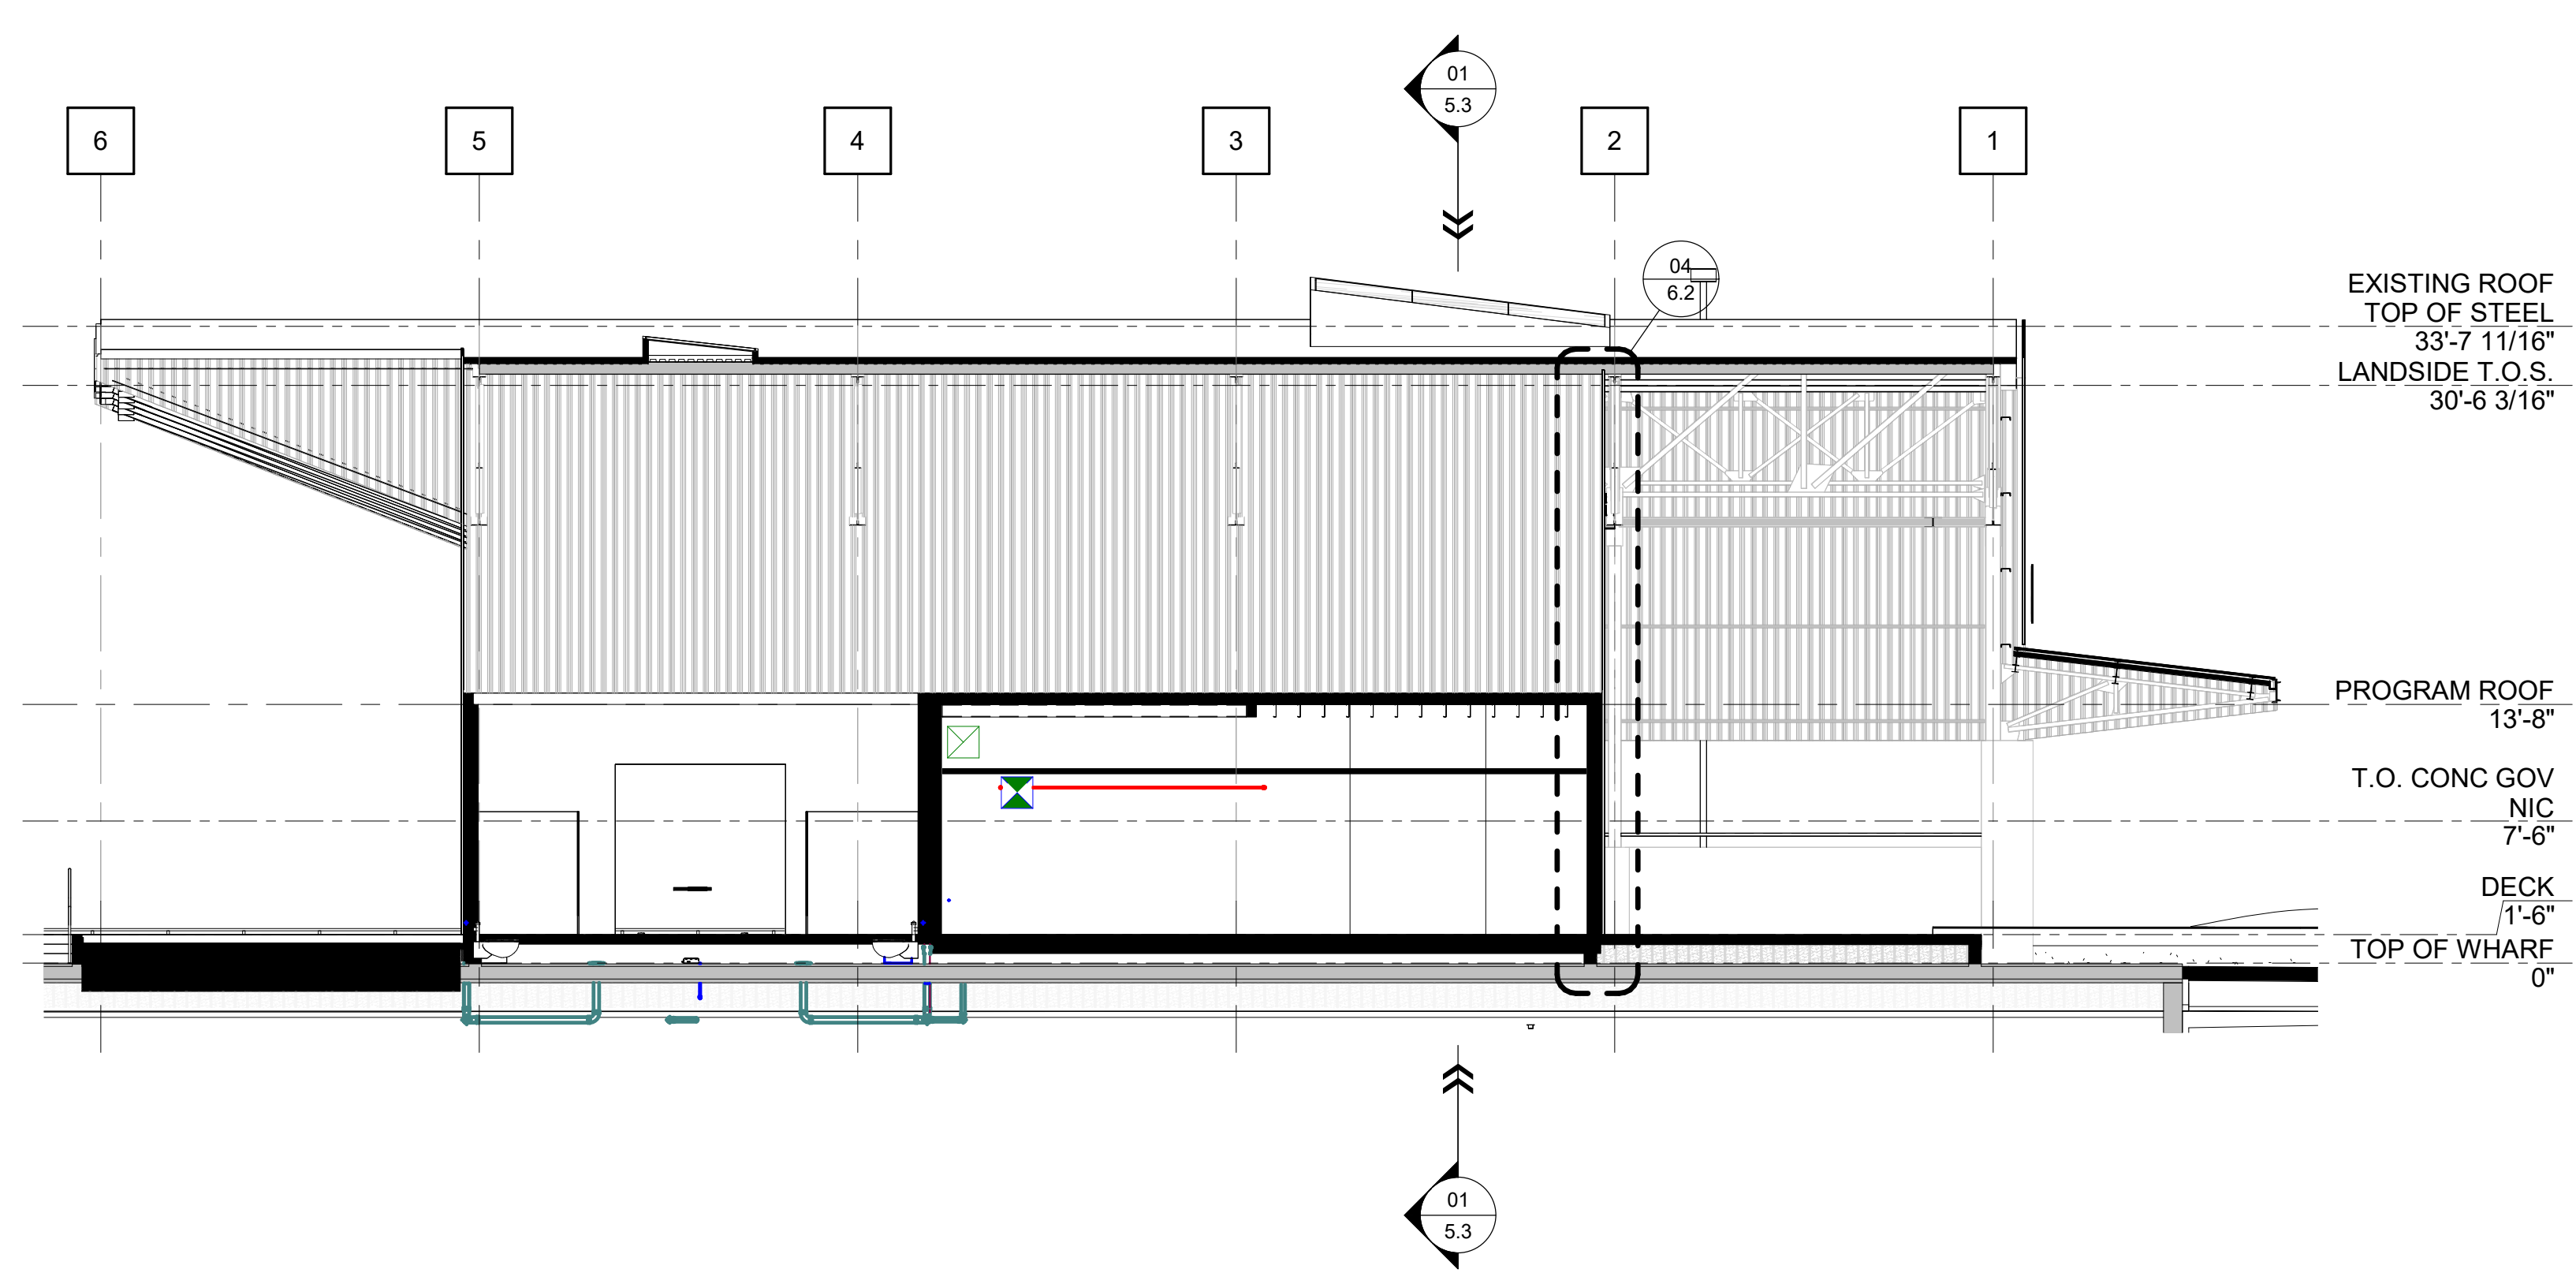 01
5.3
6
5
4
3
2
1
04
6.2
EXISTING ROOF
TOP OF STEEL
33'-7 11/16"
LANDSIDE T.O.S.
30'-6 3/16"
PROGRAM ROOF
13'-8"
T.O. CONC GOV
NIC
7'-6"
DECK
1'-6"
TOP OF WHARF
0"
01
5.3